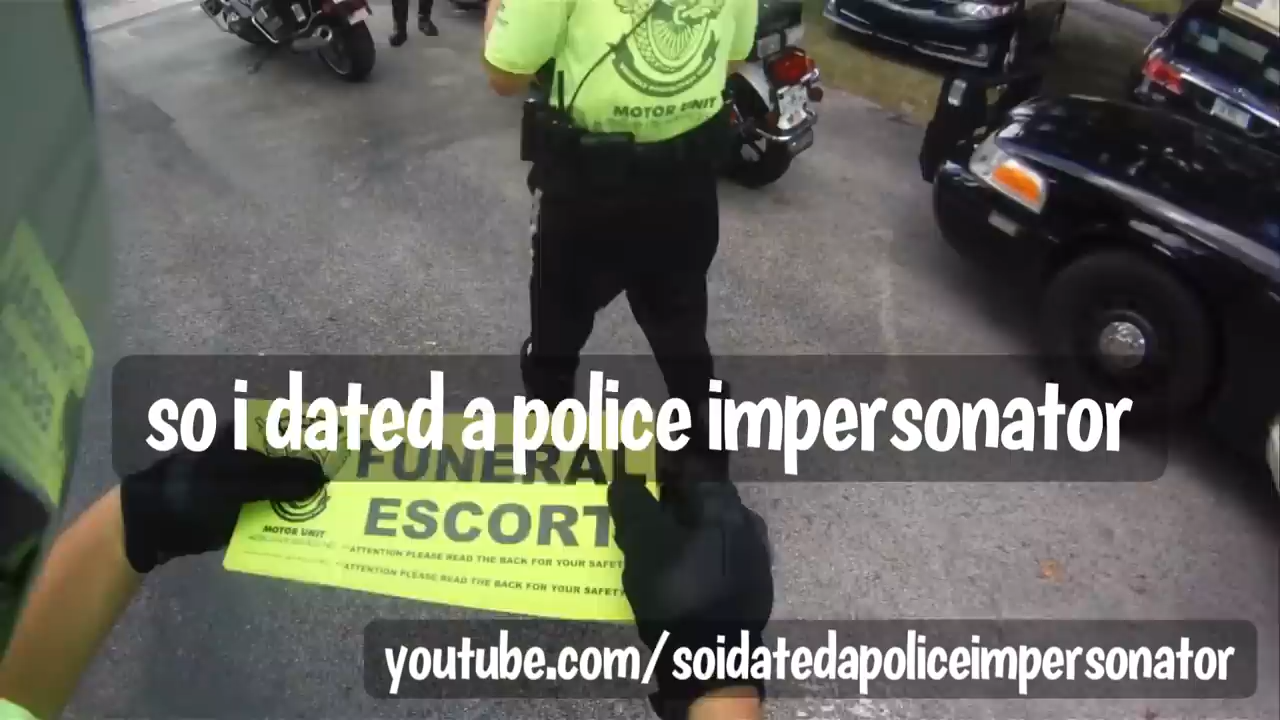 MOTOR UNIT
so i dated a police impersonator
FUNERAL
ESCORT
MOTOR UNIT
ATTENTION PLEASE READ THE BACK FOR YOUR SAFETY
ATTENTION PLEASE READ THE BACK FOR YOUR SAFETY
youtube.com/soidatedapoliceimpersonator